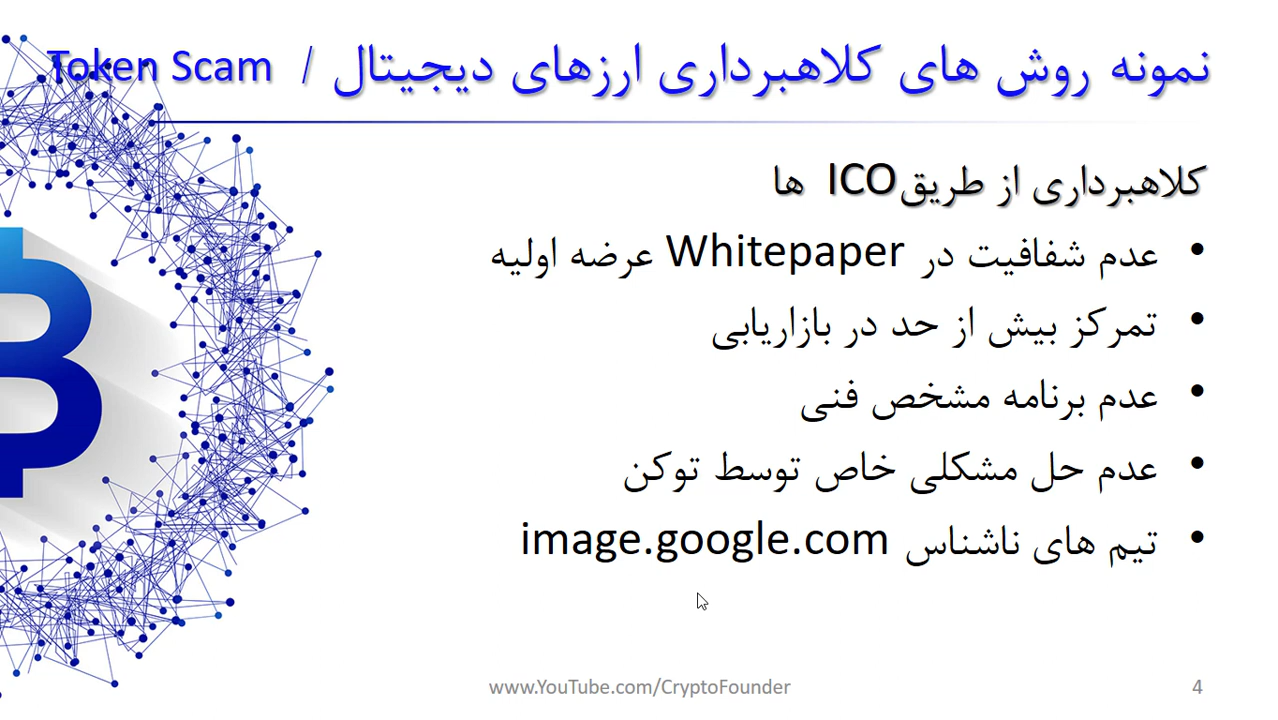 نمونه روش های کلاهبرداری ارزهای دیجیتال / Token Scam
کلاهبرداری از طریق ICO ها
• عدم شفافیت در Whitepaper عرضه اولیه
• تمرکز بیش از حد در بازاریابی
• عدم برنامه مشخص فنی
• عدم حل مشکلی خاص توسط توکن
• تیم های ناشناس image.google.com
www.YouTube.com/CryptoFounder
4